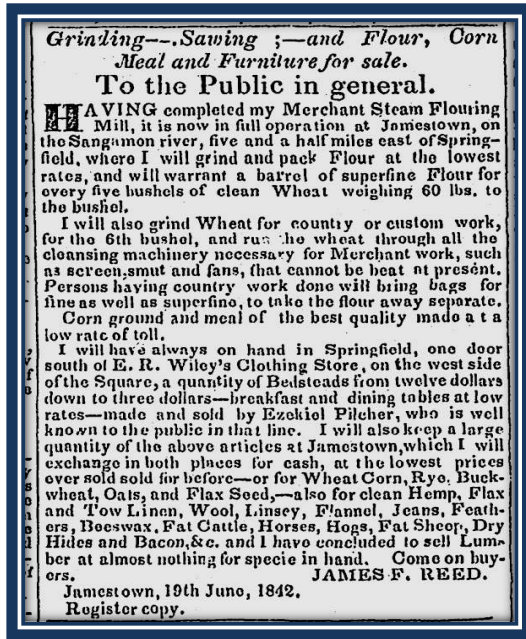 Grinding--.Sawing ;--and Flour, Corn
Meal and Furniture for sale.
To the Public in general.
HAVING completed my Merchant Steam Flouring
Mill, it is now in full operation at Jamestown, on
the Sangamon river, five and a half miles east of Spring-
field, where I will grind and pack Flour at the lowest
rates, and will warrant a barrel of superfine Flour for
every five bushels of clean Wheat weighing 60 lbs. to
the bushel.
I will also grind Wheat for country or custom work,
for the 6th bushel, and run the wheat through all the
cleansing machinery necessary for Merchant work, such
as screen,smut and fans, that cannot be beat at present.
Persons having country work done will bring bags for
fine as well as superfine, to take the flour away separate.
Corn ground and meal of the best quality made at a
low rate of toll.
I will have always on hand in Springfield, one door
south of E. R. Wiley's Clothing Store, on the west side
of the Square, a quantity of Bedsteads from twelve dollars
down to three dollars—breakfast and dining tables at low
rates—made and sold by Ezekiel Pilcher, who is well
known to the public in that line. I will also keep a large
quantity of the above articles at Jamestown,which I will
exchange in both places for cash, at the lowest prices
ever sold sold for before—or for Wheat Corn, Rye, Buck-
wheat, Oats, and Flax Seed,—also for clean Hemp, Flax
and Tow Linen, Wool, Linsey, Flannel, Jeans, Feath-
ers, Beeswax, Fat Cattle, Horses, Hogs, Fat Sheep, Dry
Hides and Bacon,&c. and I have concluded to sell Lum-
ber at almost nothing for specie in hand. Come on buy-
ers. JAMES F. REED.
Jamestown, 19th June, 1842.
Register copy.